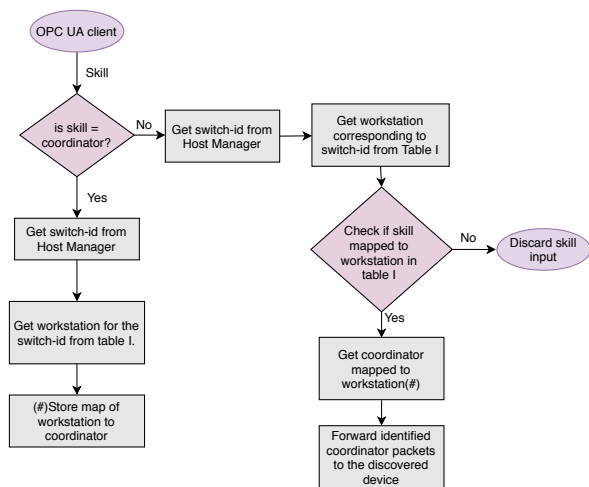 OPC UA client
Skill
is skill =
coordinator?
No
Get switch-id from
Host Manager
Get workstation
corresponding to
switch-id from Table I
Yes
Get switch-id from
Host Manager
Check if skill
mapped to
workstation in
table I
No
Discard skill
input
Get workstation for the
switch-id from table I.
Yes
Get coordinator
mapped to
workstation(#)
(#)Store map of
workstation to
coordinator
Forward identified
coordinator packets
to the discovered
device